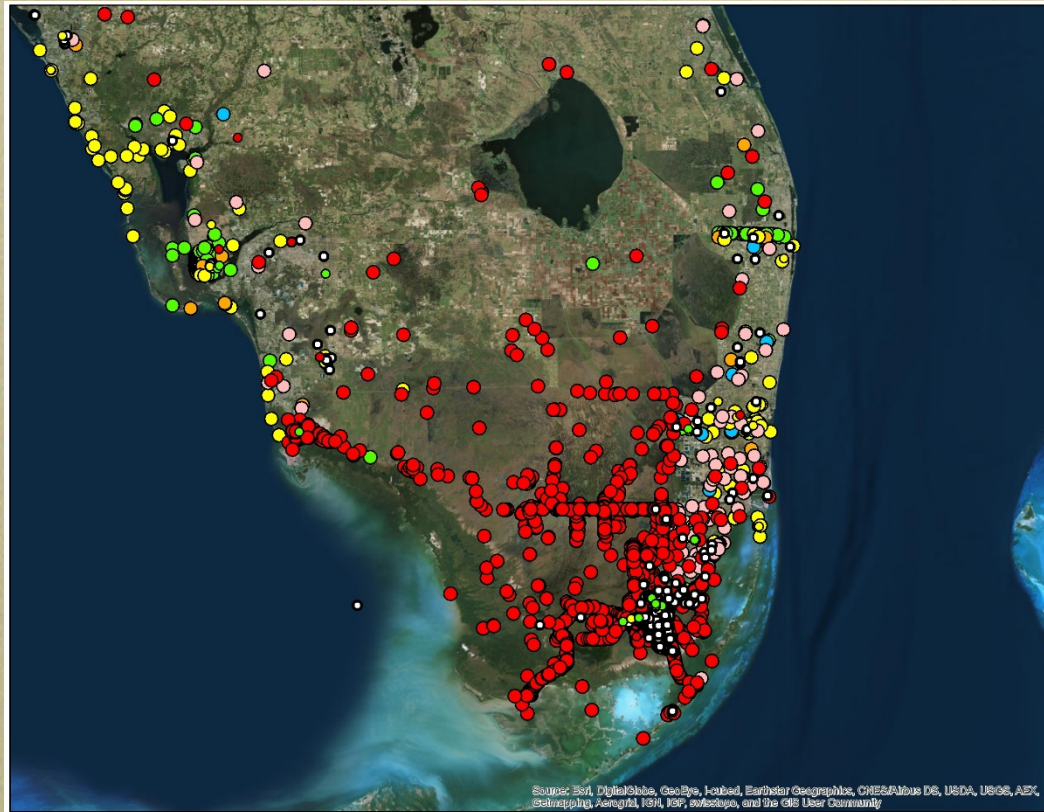 Source: Esri, DigitalGlobe, GeoEye, i-cubed, Earthstar Geographics, CNES/Airbus DS, USDA, USGS, AEX,
Getmapping, Aerogrid, IGN, IGP, swisstopo, and the GIS User Community